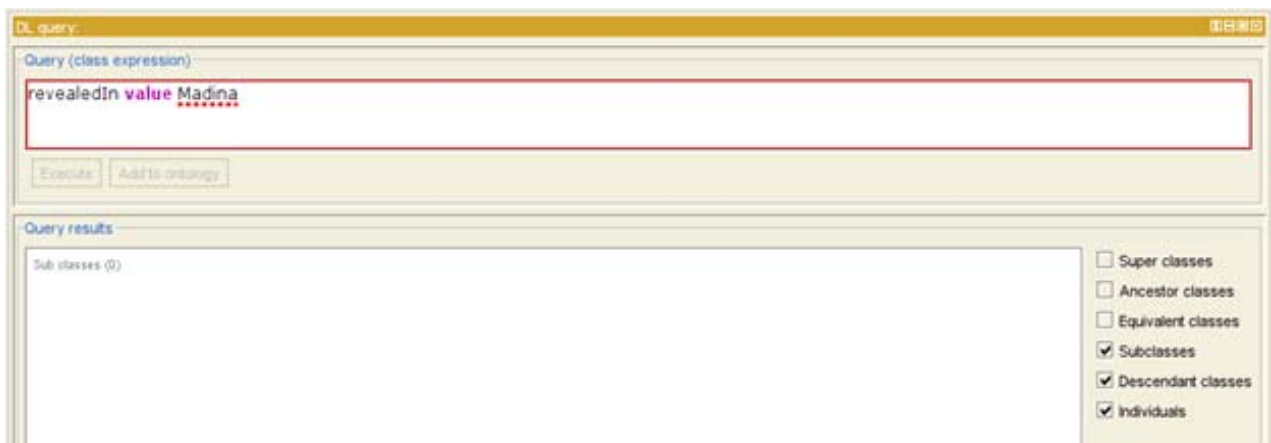 DL query:
Query (class expression)
revealedIn value Madina
Execute Add to ontology
Query results
Sub classes (0)
Super classes
Ancestor classes
Equivalent classes
Subclasses
Descendant classes
Individuals